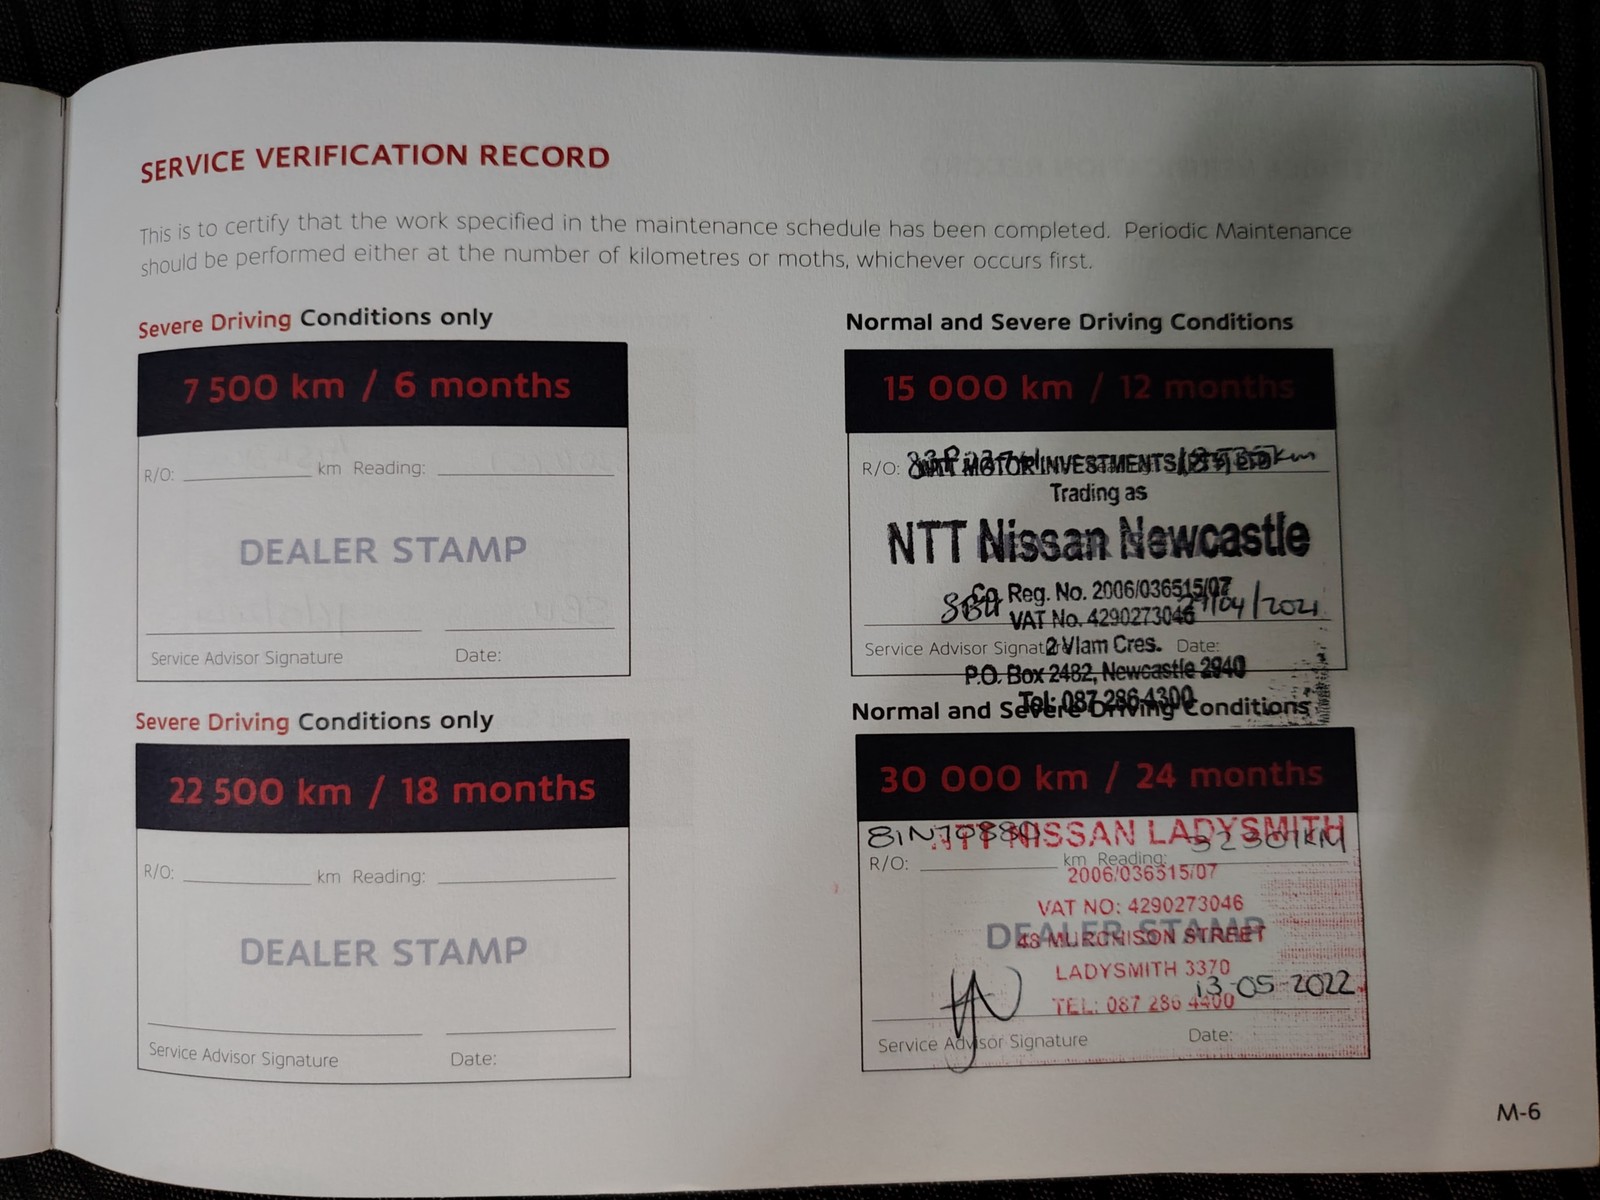 SERVICE VERIFICATION RECORD
This is to certify that the work specified in the maintenance schedule has been completed. Periodic Maintenance
should be performed either at the number of kilometres or moths, whichever occurs first.
Severe Driving Conditions only
7 500 km / 6 months
R/O: km Reading:
DEALER STAMP
Service Advisor Signature Date:
Normal and Severe Driving Conditions
15 000 km / 12 months
R/O:
MOTOR INVESTMENTS km
Trading as
NTT Nissan Newcastle
Co Reg. No. 2006/036515/07
VAT No. 4290273046 /04/2021
Service Advisor Signat Date:
2 Vlam Cres.
P.O. Box 2482, Newcastle 2940
Tel: 087 286 4300
Severe Driving Conditions only
22 500 km / 18 months
R/O: km Reading:
DEALER STAMP
Service Advisor Signature Date:
Normal and Severe Driving Conditions
30 000 km / 24 months
NTT NISSAN LADYSMITH
R/O: km Reading:
2006/036515/07
VAT NO: 4290273046
DEALER STAMP
48 MURCHISON STREET
LADYSMITH 3370
13-05-2022
TEL: 087 286 4400
Service Advisor Signature Date:
M-6